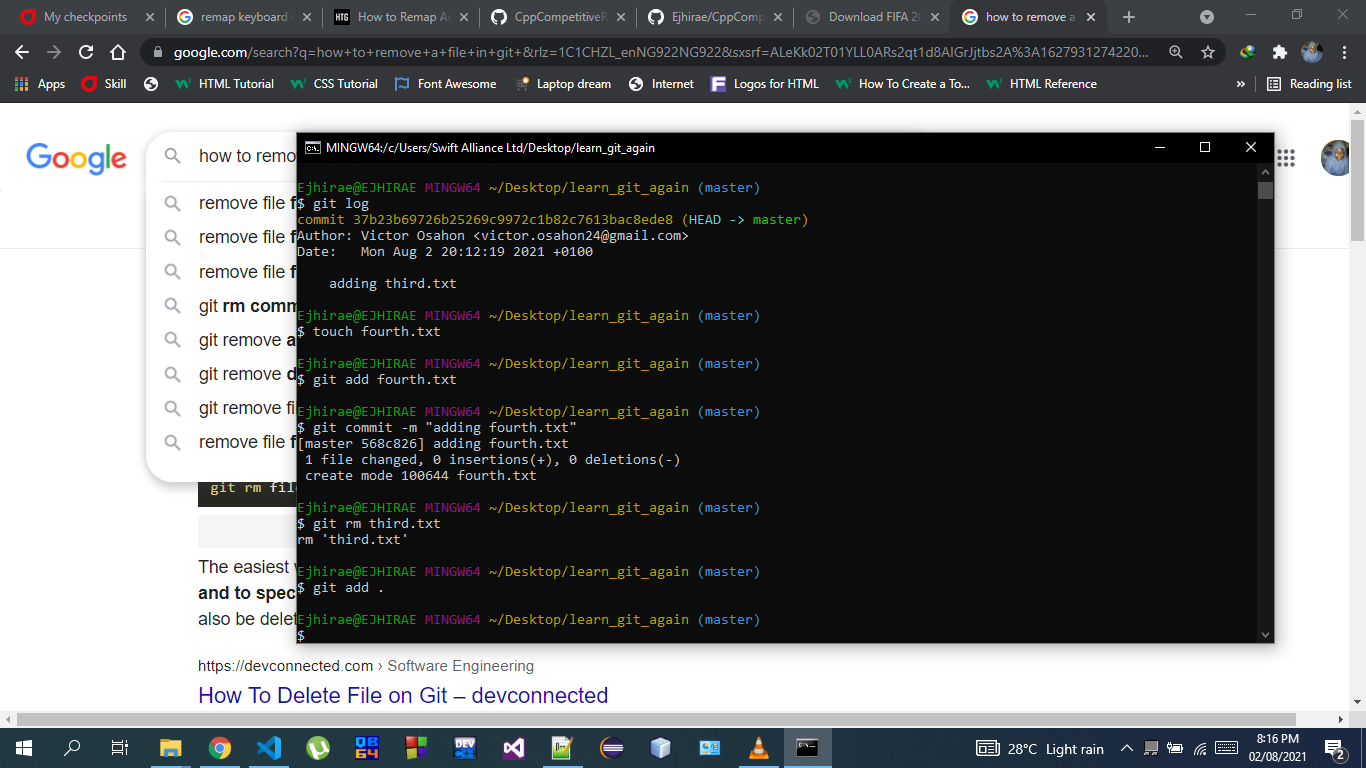 My checkpoints
remap keyboard
How to Remap Ar
CppCompetitiveR
Ejhirae/CppComp
Download FIFA 20
how to remove a
google.com/search?q=how+to+remove+a+file+in+git+&rlz=1C1CHZL_enNG922NG922&sxsrf=ALeKk02T01YLL0ARs2qt1d8AlGrJjtbs2A%3A1627931274220...
Apps
Skill
HTML Tutorial
CSS Tutorial
Font Awesome
Laptop dream
Internet
Logos for HTML
How To Create a To...
HTML Reference
»
Reading list
Google
how to remo
remove file f
remove file f
remove file f
git rm comm
git remove a
git remove d
git remove fil
remove file f
git rm file
The easiest
and to spec
also be delet
MINGW64:/c/Users/Swift Alliance Ltd/Desktop/learn_git_again
Ejhirae@EJHIRAE MINGW64 ~/Desktop/learn_git_again (master)
$ git log
commit 37b23b69726b25269c9972c1b82c7613bac8ede8 (HEAD -> master)
Author: Victor Osahon <victor.osahon24@gmail.com>
Date:   Mon Aug 2 20:12:19 2021 +0100
adding third.txt
Ejhirae@EJHIRAE MINGW64 ~/Desktop/learn_git_again (master)
$ touch fourth.txt
Ejhirae@EJHIRAE MINGW64 ~/Desktop/learn_git_again (master)
$ git add fourth.txt
Ejhirae@EJHIRAE MINGW64 ~/Desktop/learn_git_again (master)
$ git commit -m "adding fourth.txt"
[master 568c826] adding fourth.txt
1 file changed, 0 insertions(+), 0 deletions(-)
create mode 100644 fourth.txt
Ejhirae@EJHIRAE MINGW64 ~/Desktop/learn_git_again (master)
$ git rm third.txt
rm 'third.txt'
Ejhirae@EJHIRAE MINGW64 ~/Desktop/learn_git_again (master)
$ git add .
Ejhirae@EJHIRAE MINGW64 ~/Desktop/learn_git_again (master)
$
https://devconnected.com › Software Engineering
How To Delete File on Git – devconnected
28°C Light rain
8:16 PM
02/08/2021
2